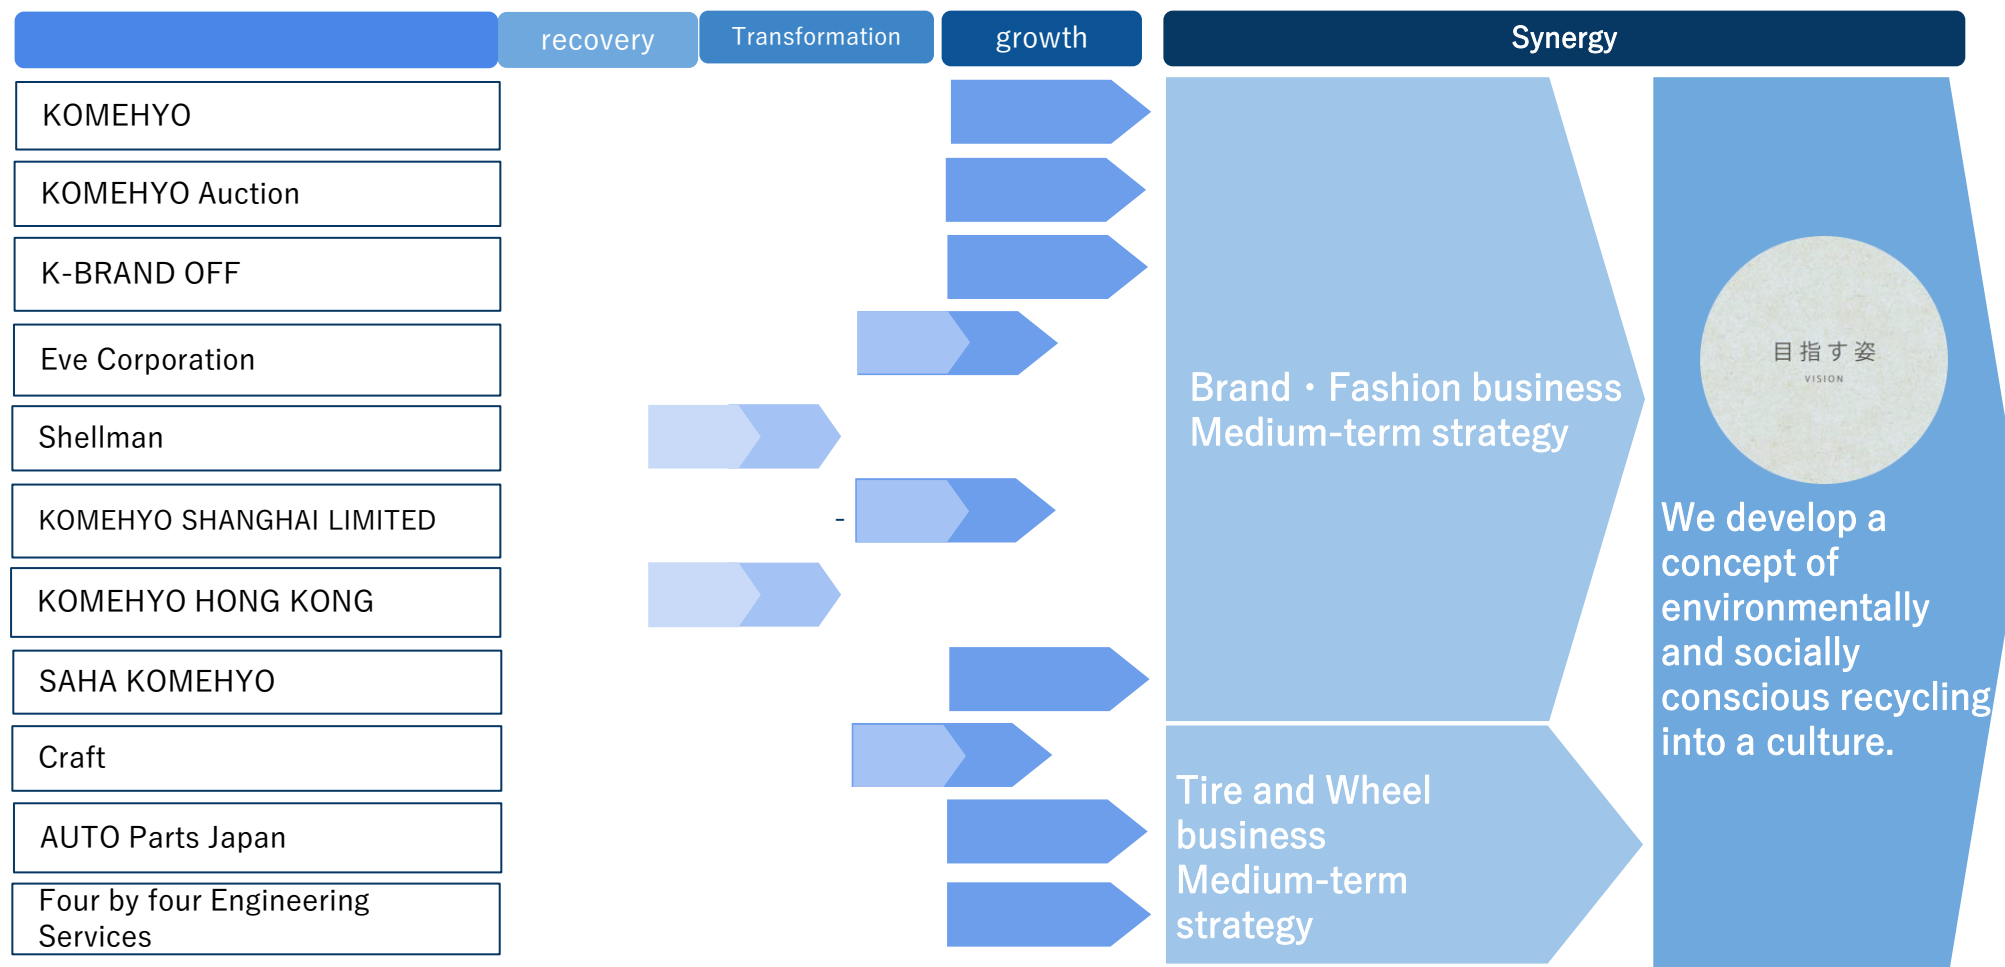 recovery
Transformation
growth
Synergy
KOMEHYO
KOMEHYO Auction
K-BRAND OFF
Eve Corporation
Shellman
KOMEHYO SHANGHAI LIMITED
-
KOMEHYO HONG KONG
SAHA KOMEHYO
Craft
AUTO Parts Japan
Four by four Engineering
Services
Brand・Fashion business
Medium-term strategy
Tire and Wheel
business
Medium-term
strategy
目指す姿
VISION
We develop a
concept of
environmentally
and socially
conscious recycling
into a culture.